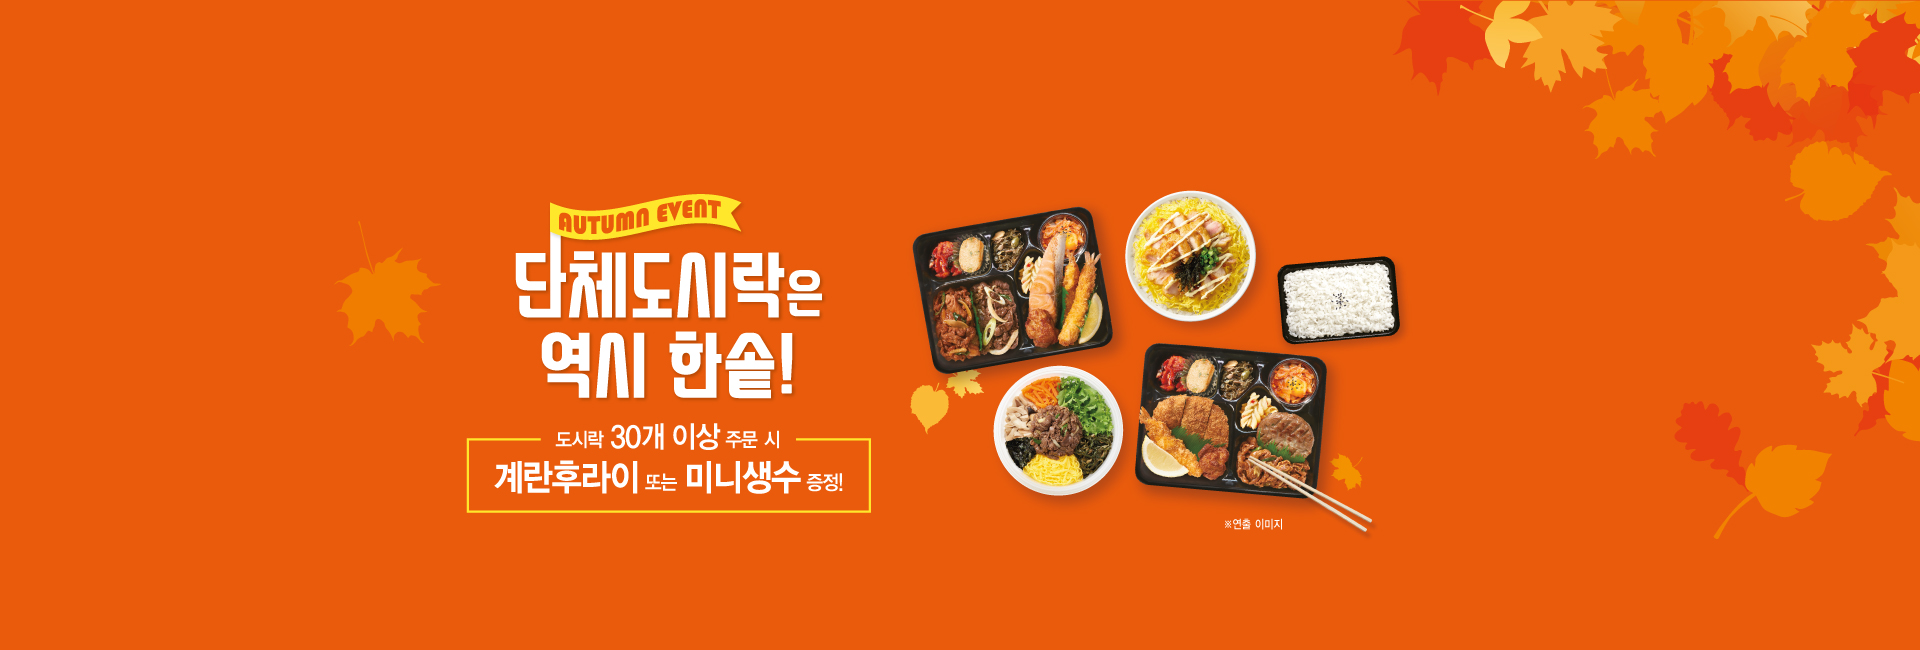 AUTUMN EVENT
단체도시락은
역시 한솥!
도시락 30개 이상 주문 시
계란후라이 또는 미니생수 증정!
※연출 이미지